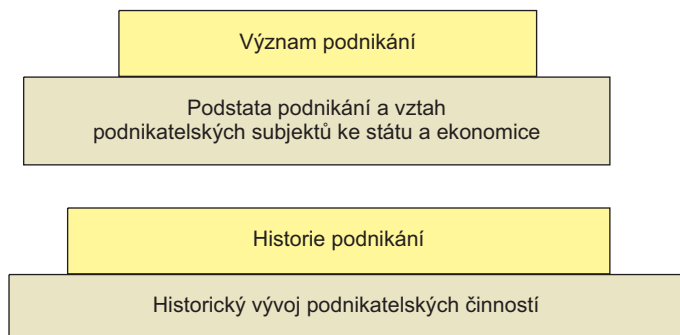 Význam podnikání
Podstata podnikání a vztah
podnikatelských subjektů ke státu a ekonomice
Historie podnikání
Historický vývoj podnikatelských činností